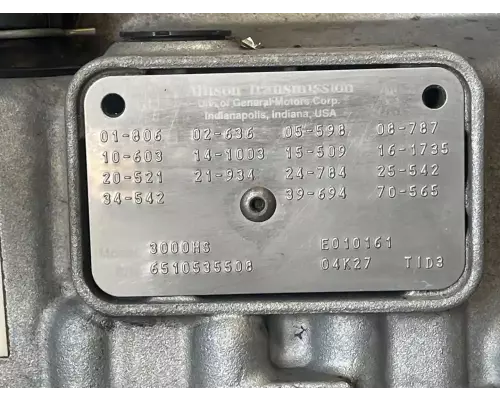 Allison Transmission
Div. of General Motors Corp.
Indianapolis, Indiana, USA
01-806 02-636 05-598 08-787
10-603 14-1003 15-509 16-1735
20-521 21-934 24-784 25-542
34-542 39-694 70-565
3000HS E010161
6510535508 04K27 TID3